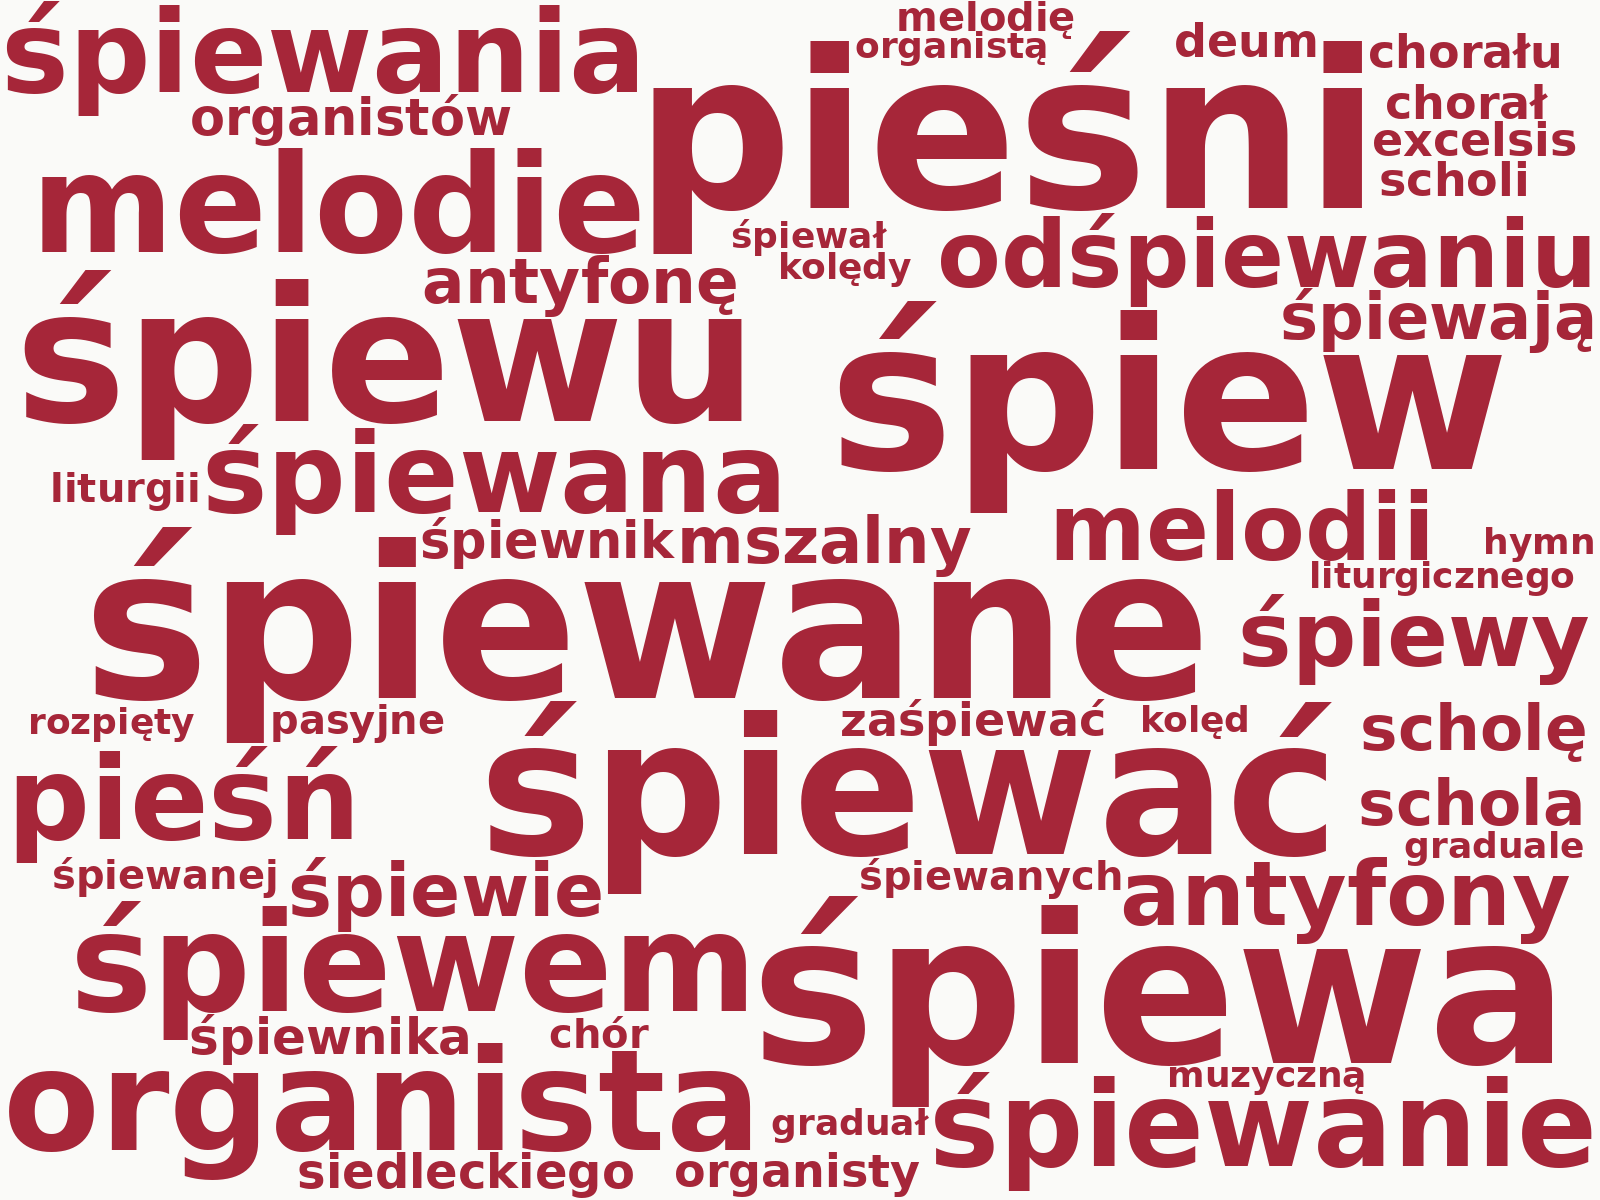 śpiewania
melodię
organistą
deum
chorału
pieśni
chorał
organistów
excelsis
scholi
melodie
śpiewał
kolędy
odśpiewaniu
antyfonę
śpiewają
śpiewu
śpiew
liturgii
śpiewana
śpiewnik
mszalny
melodii
hymn
liturgicznego
śpiewane
śpiewy
rozpięty
pasyjne
zaśpiewać
kolęd
scholę
pieśń
śpiewać
schola
graduale
śpiewanej
śpiewie
śpiewanych
antyfony
śpiewem
śpiewa
śpiewnika
chór
muzyczną
organista
graduał
śpiewanie
siedleckiego
organisty